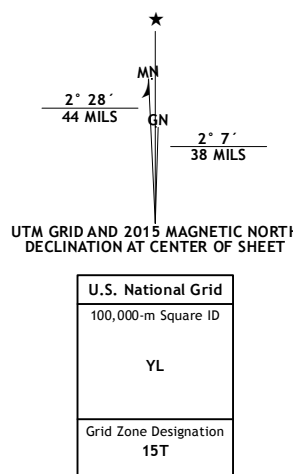 ★
MN
GN
2° 28´
44 MILS
2° 7´
38 MILS
UTM GRID AND 2015 MAGNETIC NORTH
DECLINATION AT CENTER OF SHEET
U.S. National Grid
100,000-m Square ID
YL
Grid Zone Designation
15T